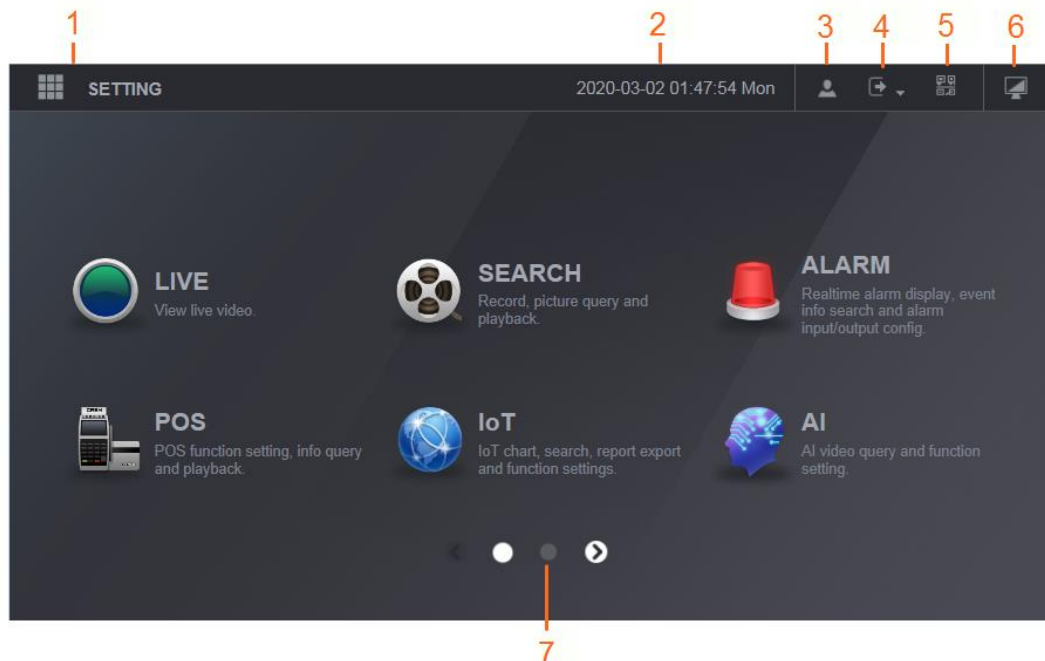 1
2
3
4
5
6
SETTING
2020-03-02 01:47:54 Mon
LIVE
View live video.
SEARCH
Record, picture query and
playback.
ALARM
Realtime alarm display, event
info search and alarm
input/output config.
POS
POS function setting, info query
and playback.
IoT
IoT chart, search, report export
and function settings.
AI
AI video query and function
setting.
7